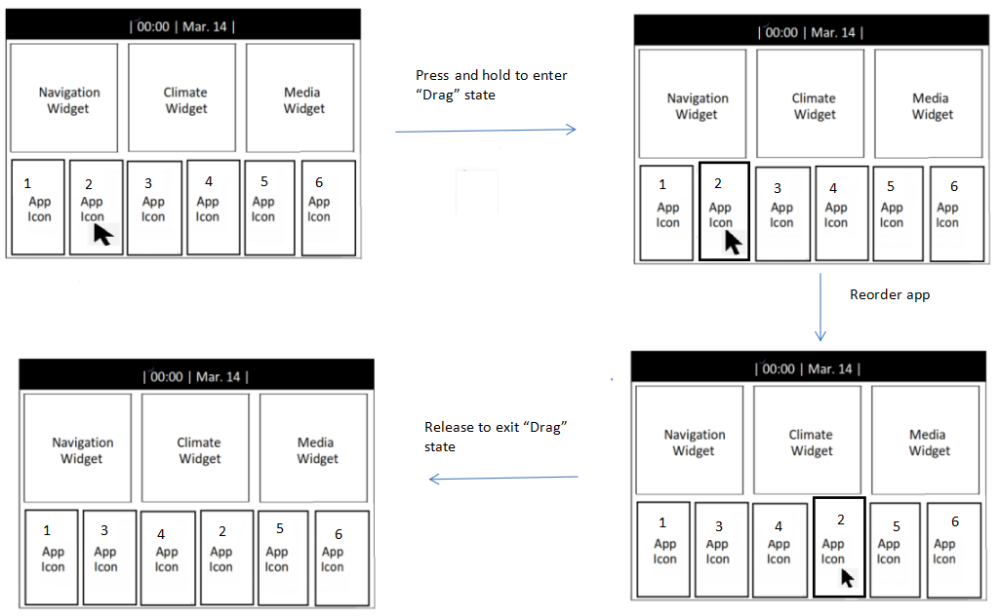 | 00:00 | Mar. 14 |
Navigation
Widget
Climate
Widget
Media
Widget
1
App
Icon
2
App
Icon
3
App
Icon
4
App
Icon
5
App
Icon
6
App
Icon
Press and hold to enter
“Drag” state
| 00:00 | Mar. 14 |
Navigation
Widget
Climate
Widget
Media
Widget
1
App
Icon
2
App
Icon
3
App
Icon
4
App
Icon
5
App
Icon
6
App
Icon
Reorder app
| 00:00 | Mar. 14 |
Navigation
Widget
Climate
Widget
Media
Widget
1
App
Icon
3
App
Icon
4
App
Icon
2
App
Icon
5
App
Icon
6
App
Icon
Release to exit “Drag”
state
| 00:00 | Mar. 14 |
Navigation
Widget
Climate
Widget
Media
Widget
1
App
Icon
3
App
Icon
4
App
Icon
2
App
Icon
5
App
Icon
6
App
Icon